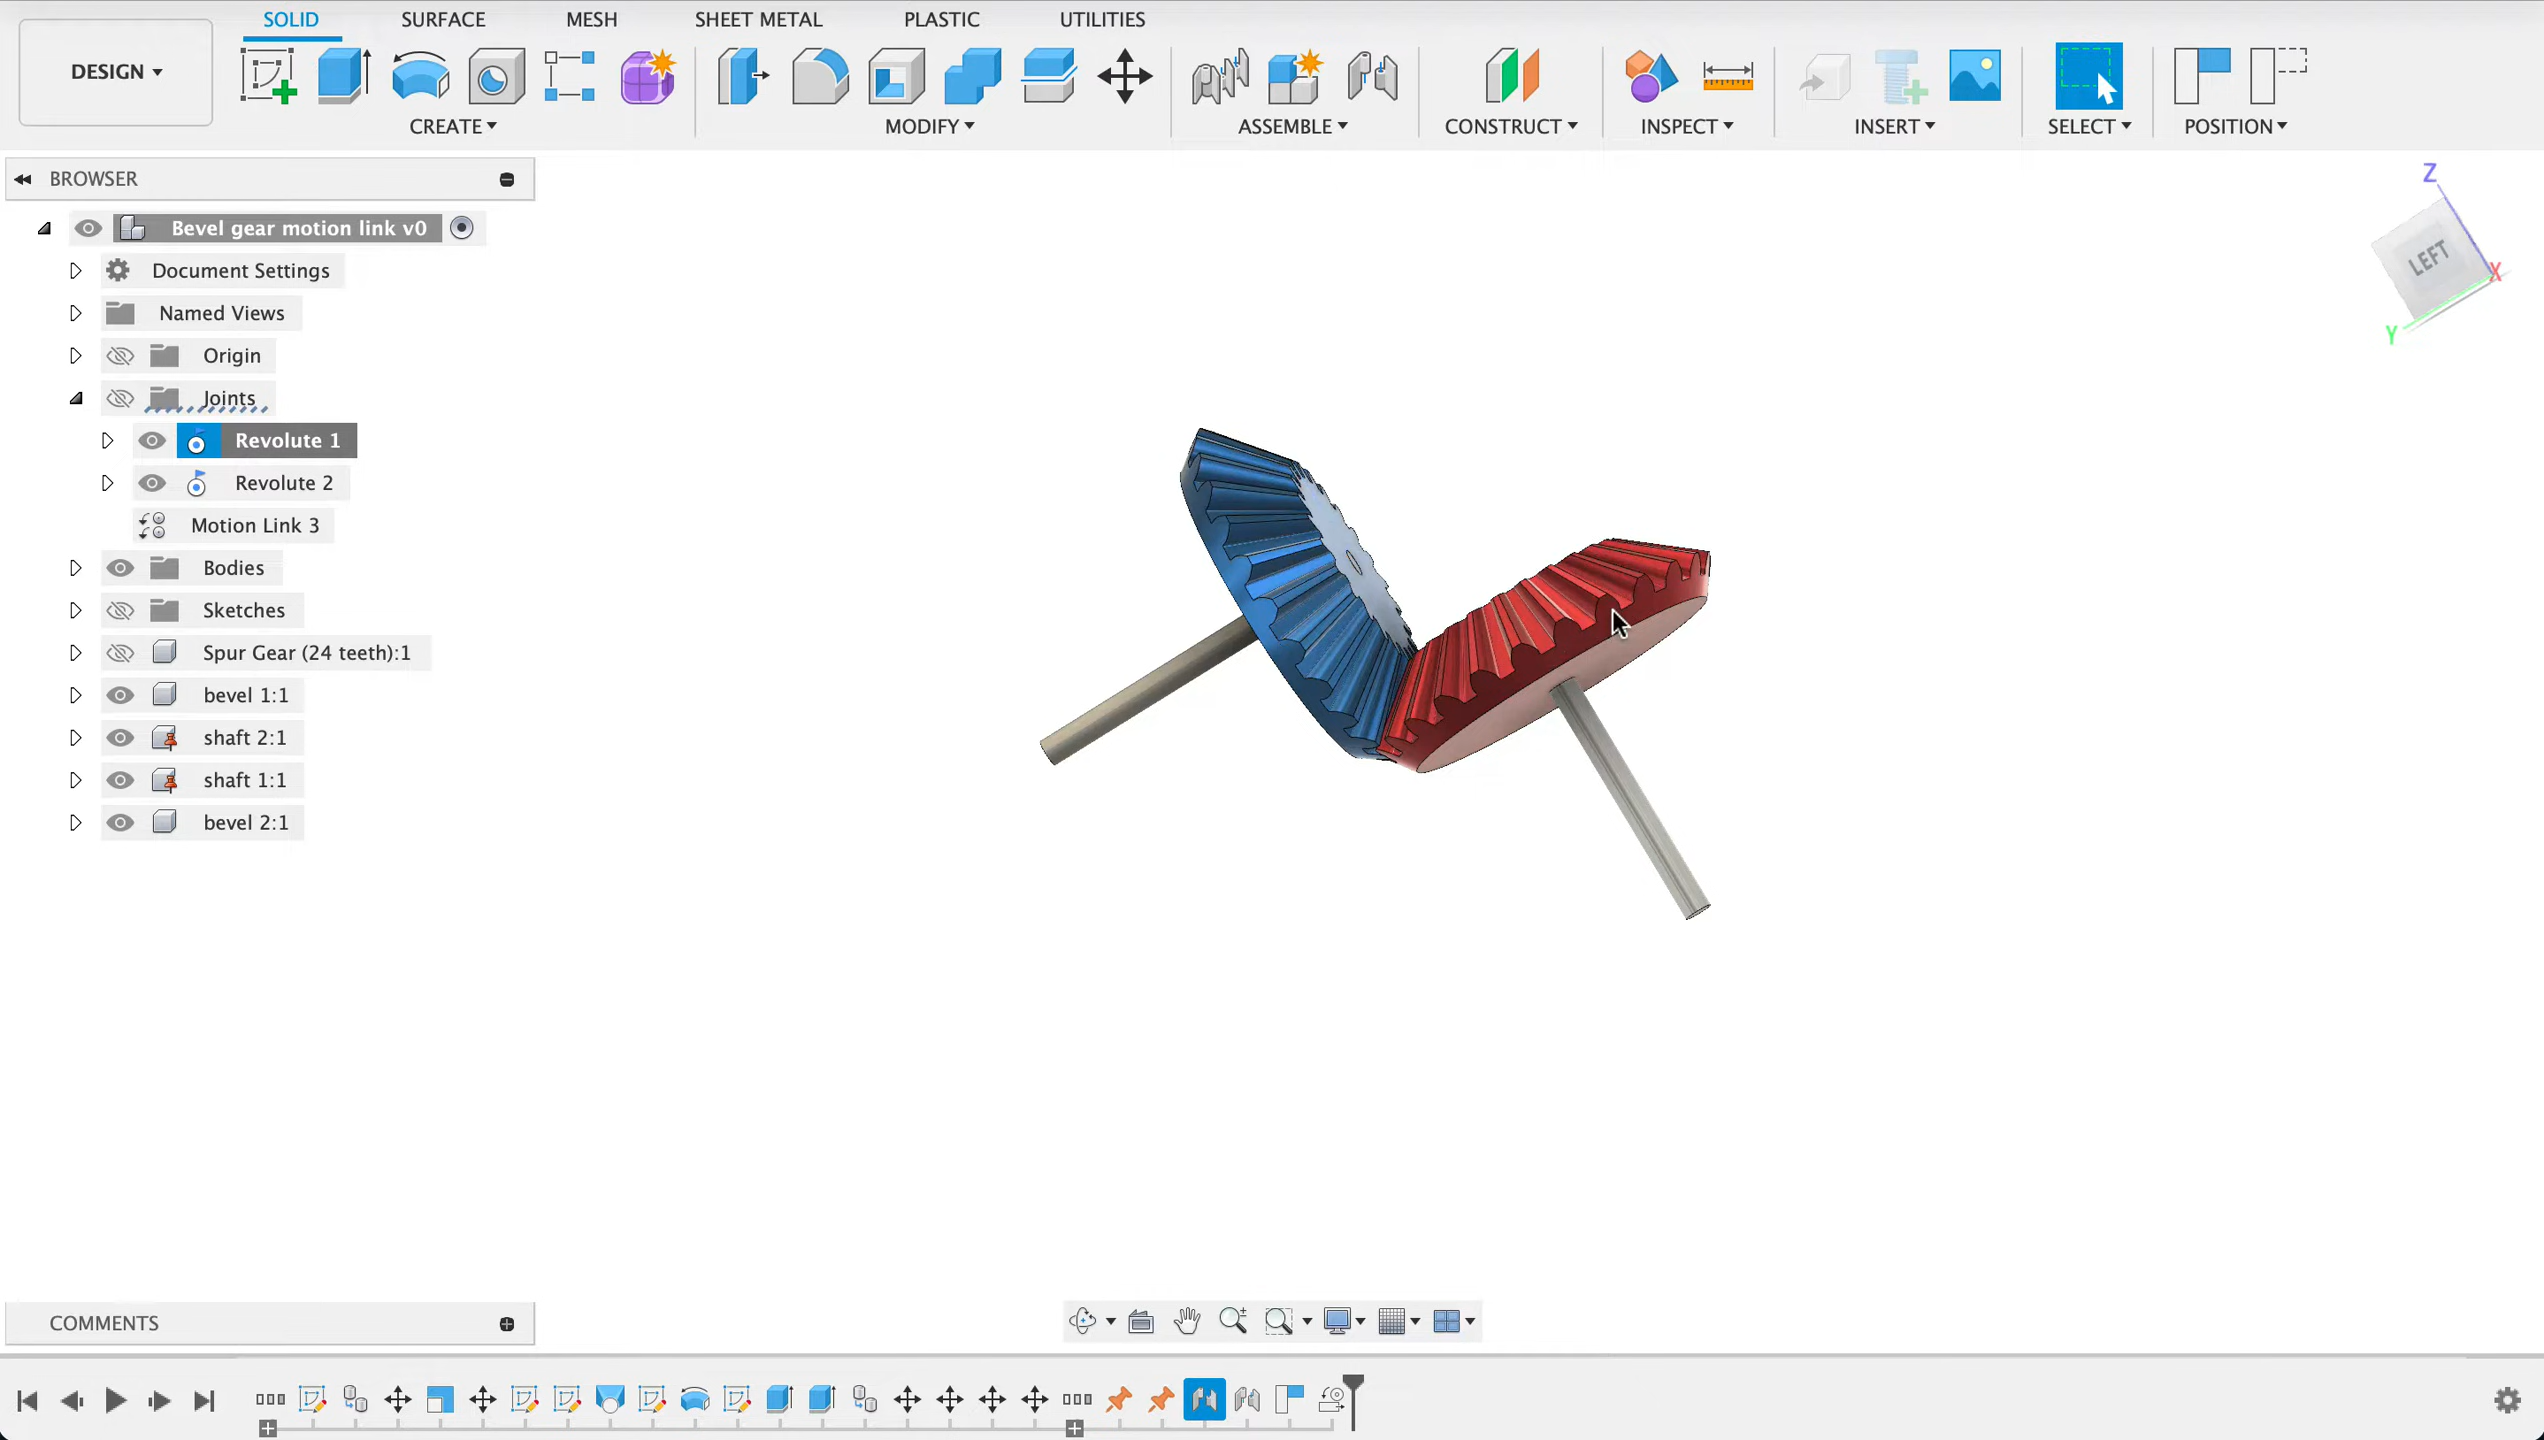 SOLID SURFACE MESH SHEET METAL PLASTIC UTILITIES
DESIGN
CREATE MODIFY ASSEMBLE CONSTRUCT INSPECT INSERT SELECT POSITION
BROWSER
Bevel gear motion link v0
Document Settings
Named Views
Origin
Joints
Revolute 1
Revolute 2
Motion Link 3
Bodies
Sketches
Spur Gear (24 teeth):1
bevel 1:1
shaft 2:1
shaft 1:1
bevel 2:1
Z
LEFT
X
Y
COMMENTS